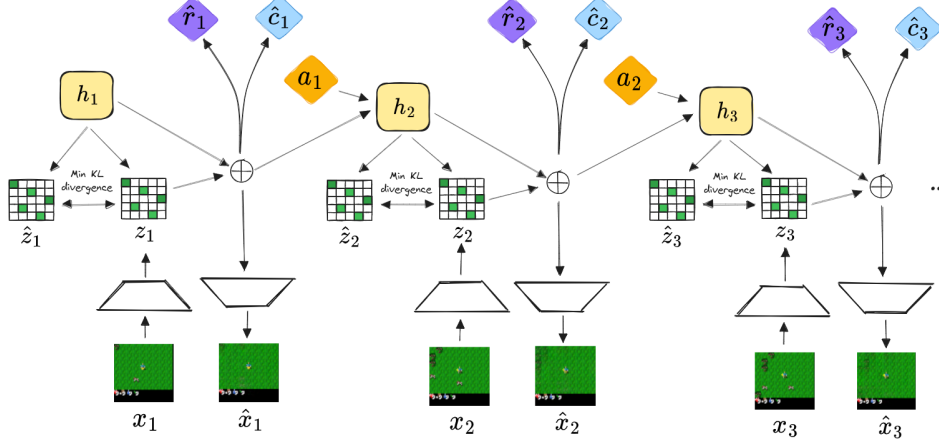 r̂₁ ĉ₁ r̂₂ ĉ₂ r̂₃ ĉ₃
a₁ a₂
h₁ h₂ h₃
Min KL
divergence
Min KL
divergence
Min KL
divergence
...
ẑ₁ z₁ ẑ₂ z₂ ẑ₃ z₃
x₁ x̂₁ x₂ x̂₂ x₃ x̂₃